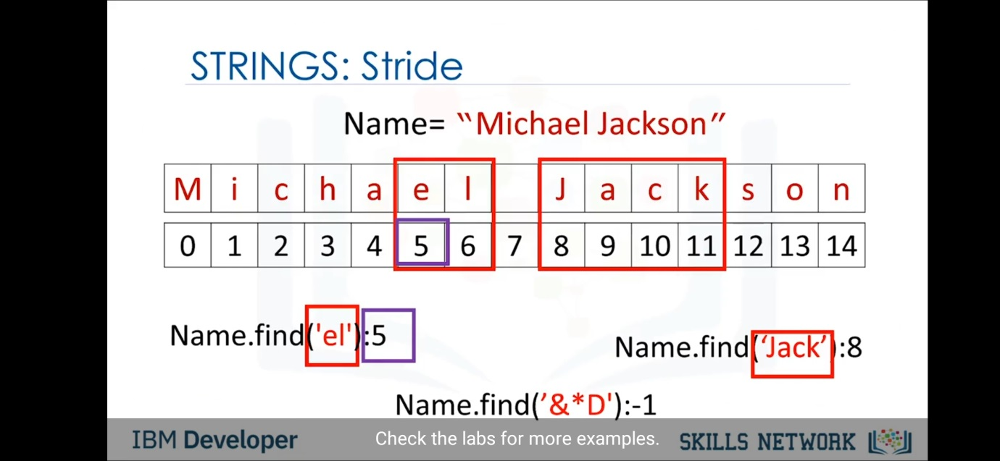 STRINGS: Stride
Name= “Michael Jackson”
M i c h a e l J a c k s o n
0 1 2 3 4 5 6 7 8 9 10 11 12 13 14
Name.find('el'):5
Name.find(‘Jack’):8
Name.find(’&*D'):-1
IBM Developer
Check the labs for more examples.
SKILLS NETWORK